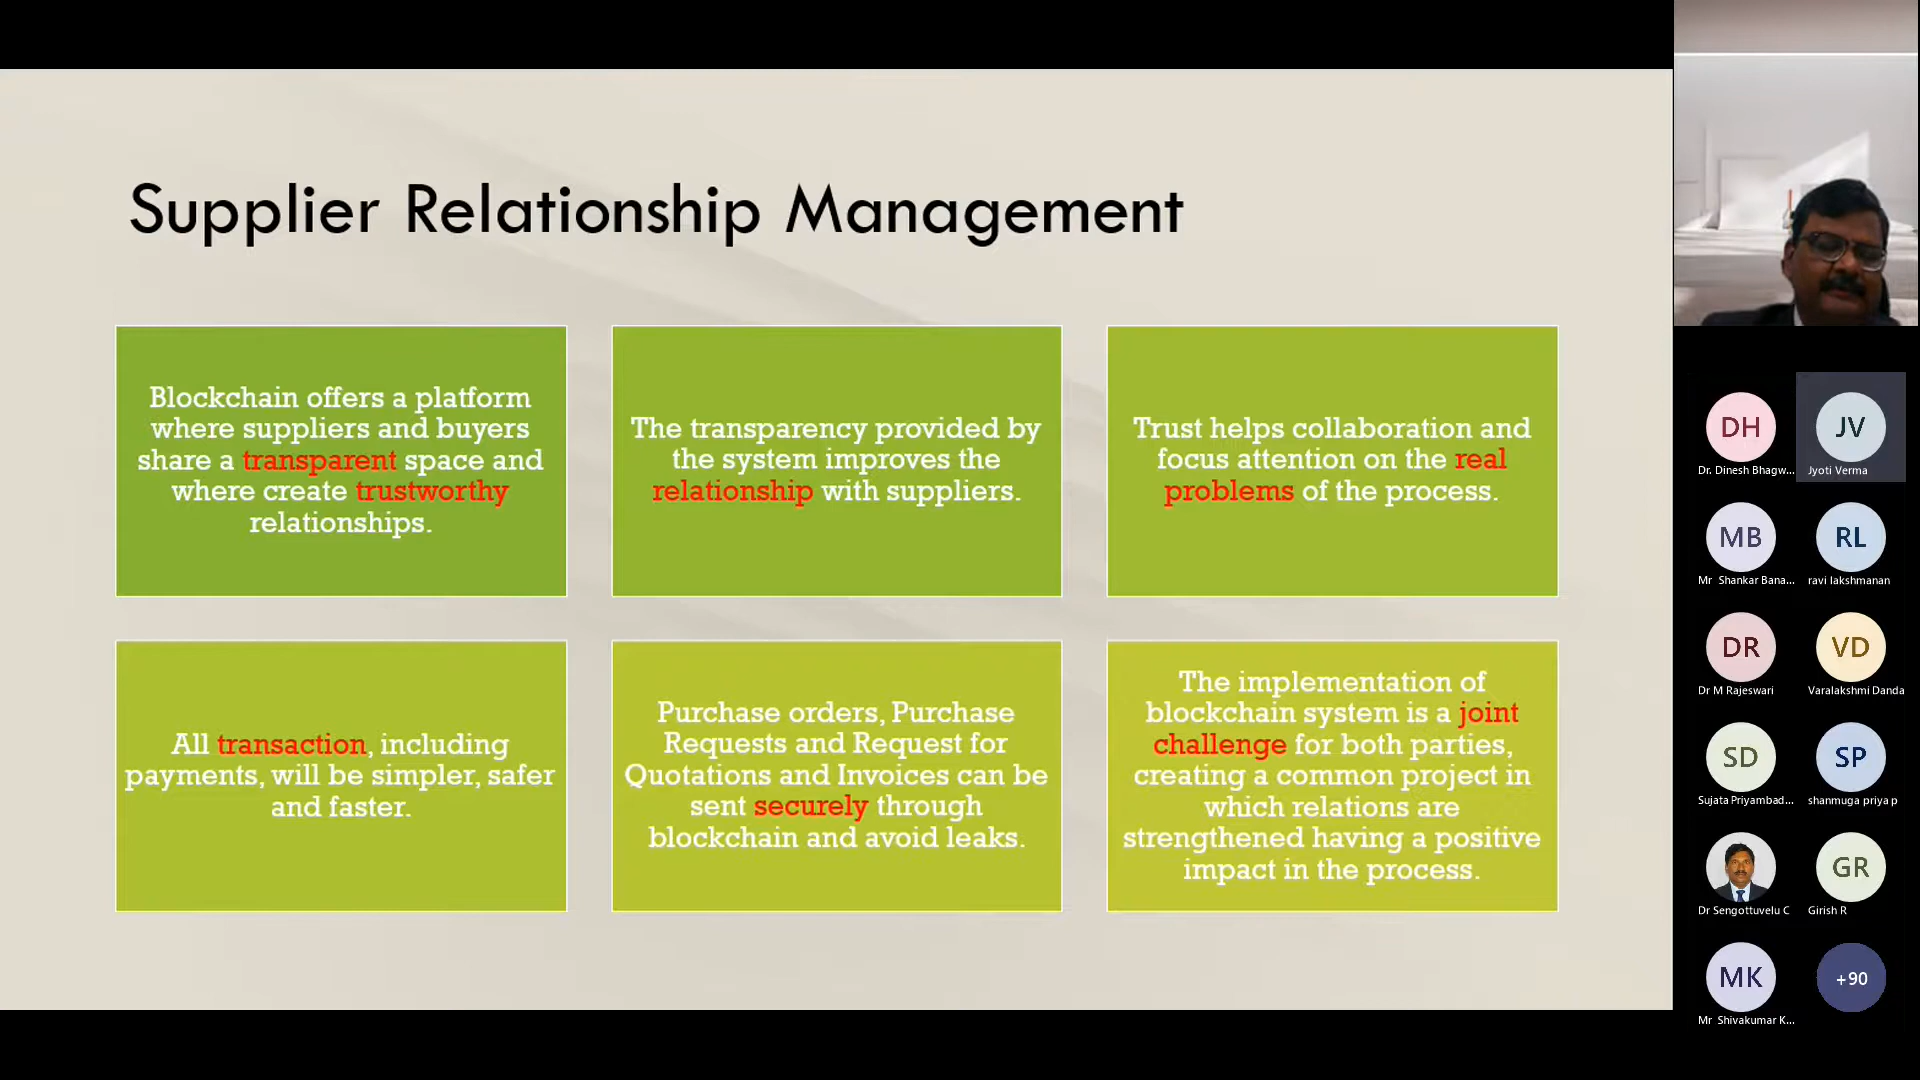 Supplier Relationship Management
Blockchain offers a platform
where suppliers and buyers
share a transparent space and
where create trustworthy
relationships.
The transparency provided by
the system improves the
relationship with suppliers.
Trust helps collaboration and
focus attention on the real
problems of the process.
All transaction, including
payments, will be simpler, safer
and faster.
Purchase orders, Purchase
Requests and Request for
Quotations and Invoices can be
sent securely through
blockchain and avoid leaks.
The implementation of
blockchain system is a joint
challenge for both parties,
creating a common project in
which relations are
strengthened having a positive
impact in the process.
DH
Dr. Dinesh Bhagw...
JV
Jyoti Verma
MB
Mr Shankar Bana...
RL
ravi lakshmanan
DR
Dr M Rajeswari
VD
Varalakshmi Danda
SD
Sujata Priyambad...
SP
shanmuga priya p
Dr Sengottuvelu C
GR
Girish R
MK
Mr Shivakumar K...
+90